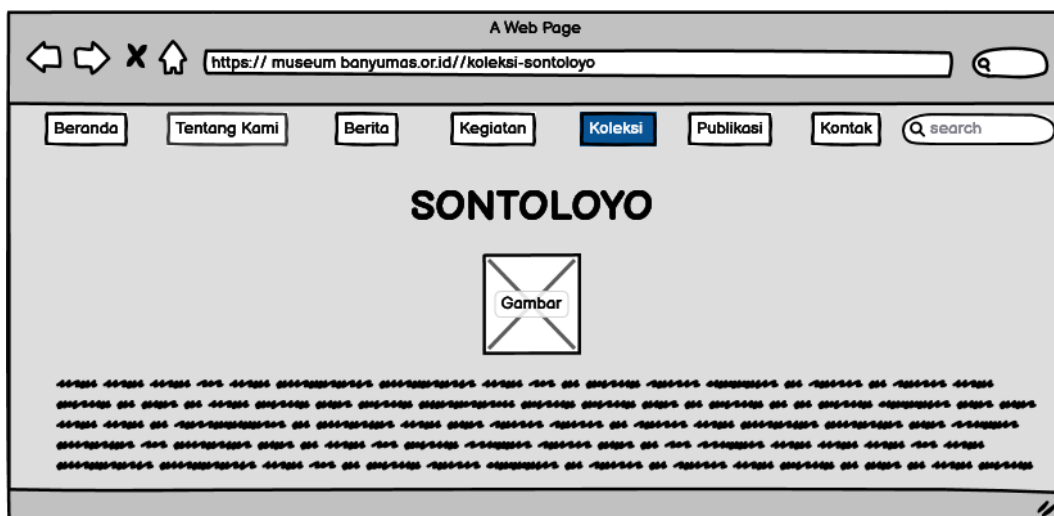 A Web Page
https:// museum banyumas.or.id//koleksi-sontoloyo
Beranda Tentang Kami Berita Kegiatan Koleksi Publikasi Kontak search
SONTOLOYO
Gambar